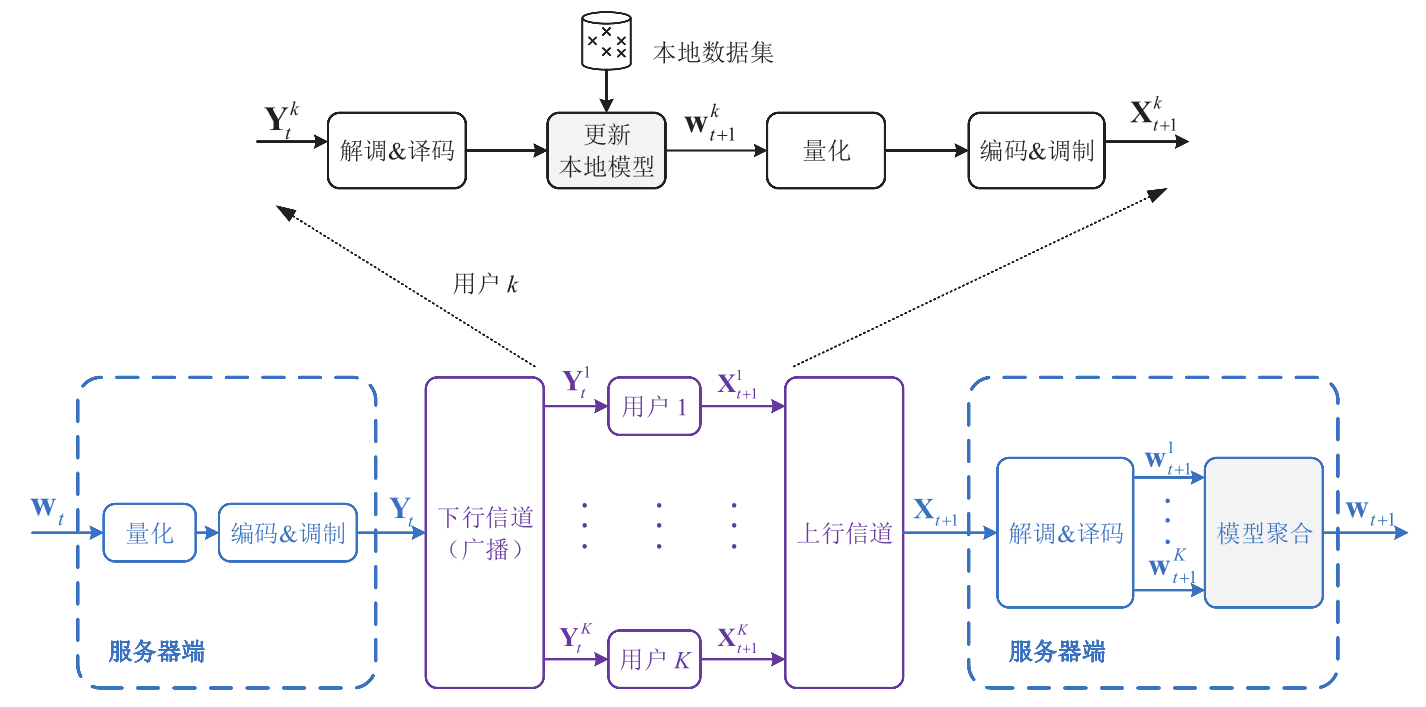 本地数据集
Y_t^k
解调&译码
更新
本地模型
w_{t+1}^k
量化
编码&调制
X_{t+1}^k
用户 k
w_t
量化
编码&调制
服务器端
Y_t
下行信道
（广播）
Y_t^1
用户 1
X_{t+1}^1
Y_t^K
用户 K
X_{t+1}^K
上行信道
X_{t+1}
解调&译码
w_{t+1}^1
w_{t+1}^K
模型聚合
服务器端
w_{t+1}